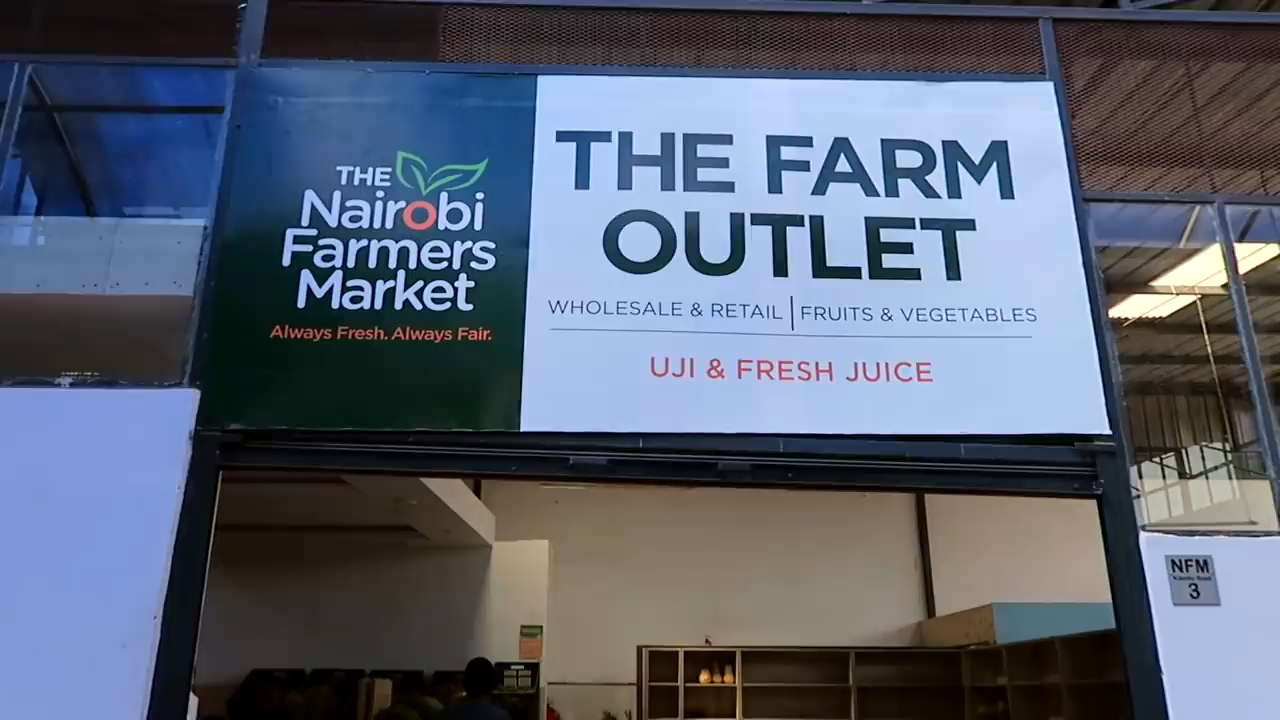 THE
Nairobi
Farmers
Market
Always Fresh. Always Fair.
THE FARM
OUTLET
WHOLESALE & RETAIL | FRUITS & VEGETABLES
UJI & FRESH JUICE
NFM
3